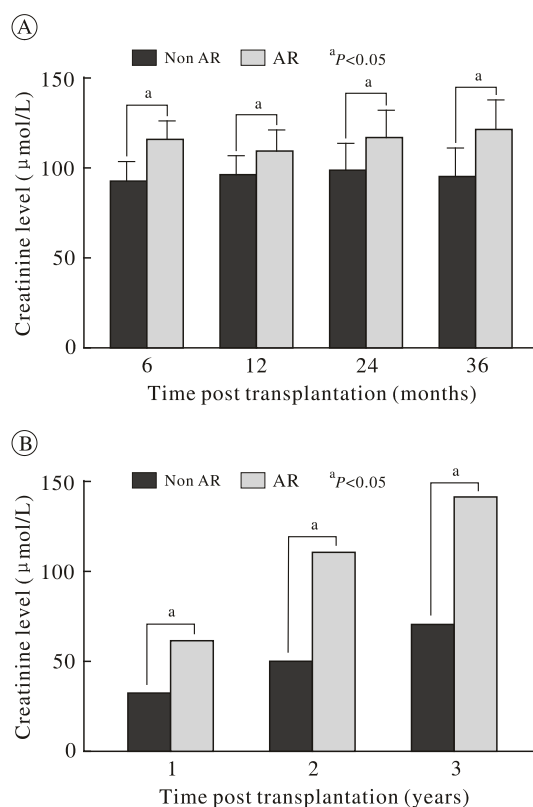 A
Non AR AR ᵃP<0.05
Creatinine level (μmol/L)
150
100
50
0
a a a a
6 12 24 36
Time post transplantation (months)
B
Non AR AR ᵃP<0.05
Creatinine level (μmol/L)
150
100
50
0
a a a
1 2 3
Time post transplantation (years)